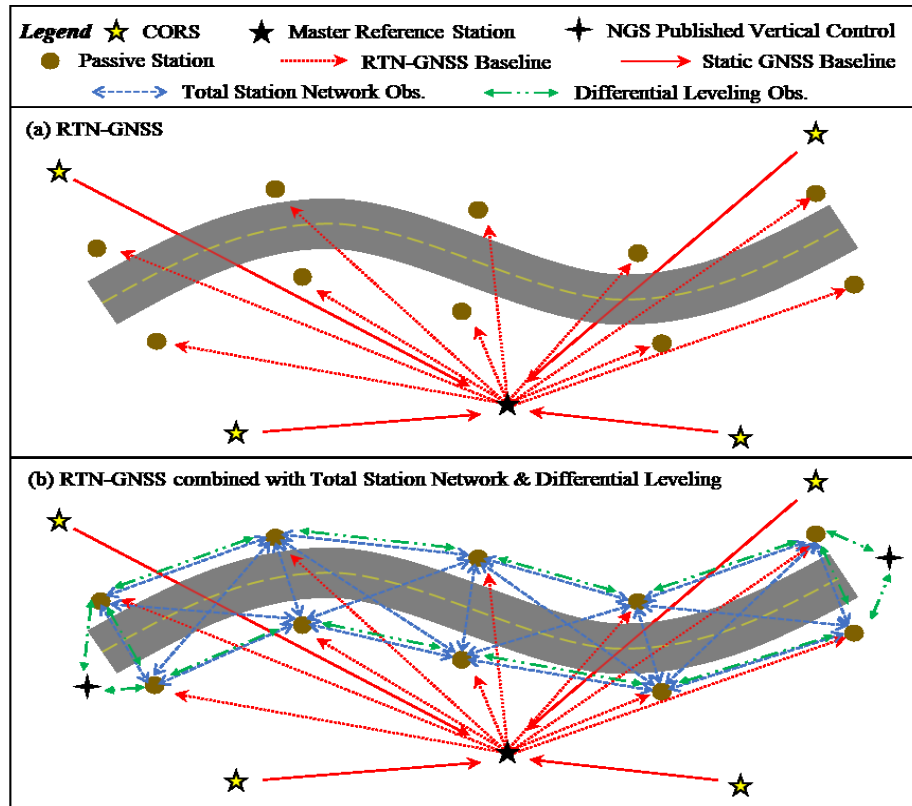 Legend CORS Master Reference Station NGS Published Vertical Control
Passive Station RTN-GNSS Baseline Static GNSS Baseline
Total Station Network Obs. Differential Leveling Obs.
(a) RTN-GNSS
(b) RTN-GNSS combined with Total Station Network & Differential Leveling